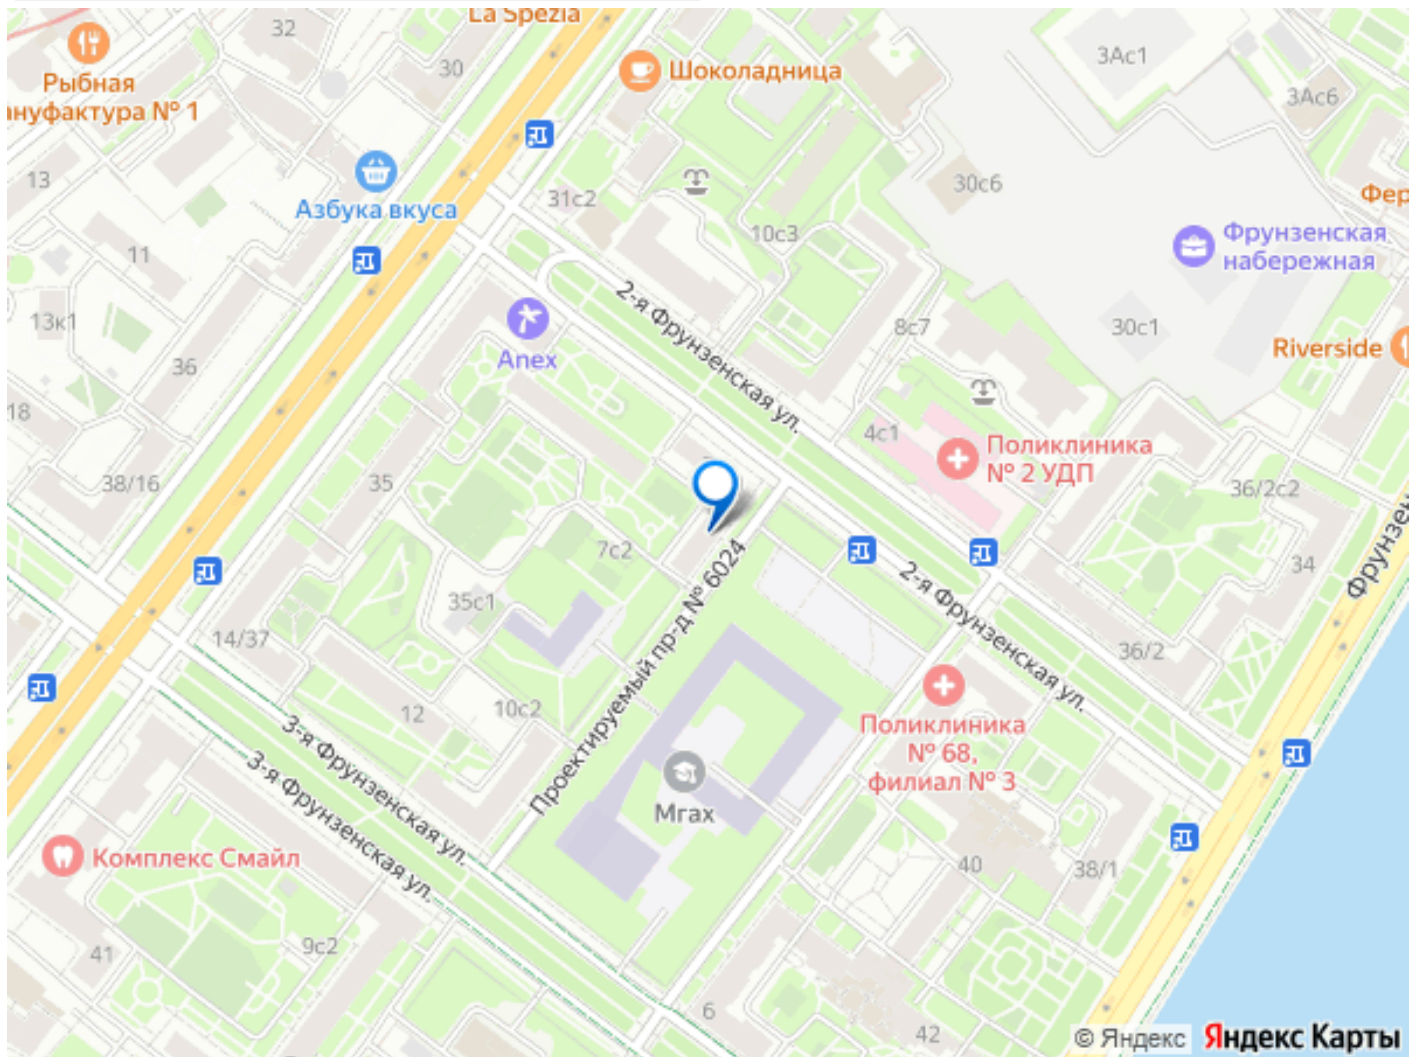 La Spezia
32
3Ас1
Рыбная
ануфактура № 1
30
Шоколадница
3Ас6
13
Азбука вкуса
31с2
30с6
Фер
11
10с3
Фрунзенская
набережная
13к1
Anex
2-я Фрунзенская ул.
8с7
30с1
Riverside
36
18
4с1
Поликлиника
№ 2 УДП
38/16
35
36/2с2
7с2
Фрунзен
34
35с1
14/37
Проектируемый пр-д № 6024
2-я Фрунзенская ул.
36/2
12
10с2
Поликлиника
№ 68,
филиал № 3
3-я Фрунзенская ул.
3-я Фрунзенская ул.
Мгах
Комплекс Смайл
40
38/1
41
9с2
6
42
© Яндекс Яндекс Карты